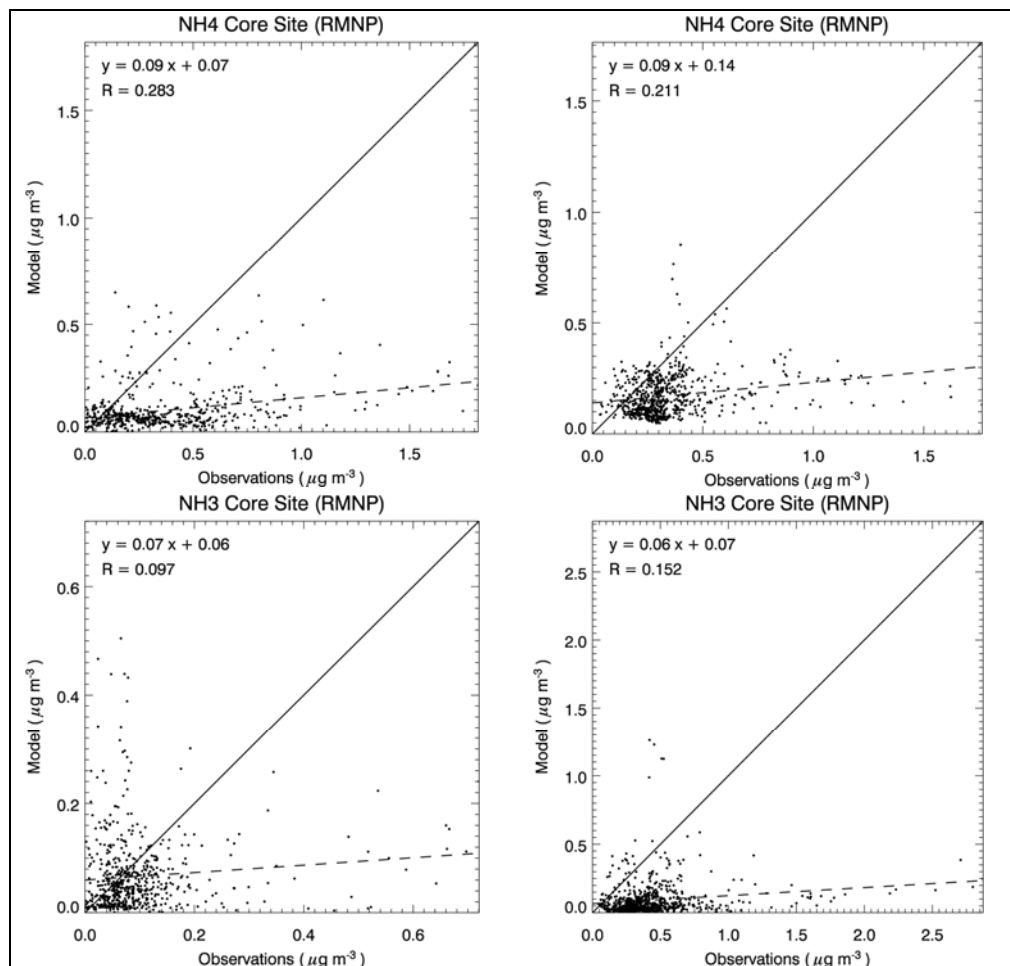 NH4 Core Site (RMNP)
y = 0.09 x + 0.07
R = 0.283
1.5
1.0
0.5
0.0
Model ( μg m⁻³ )
0.0 0.5 1.0 1.5
Observations ( μg m⁻³ )
NH4 Core Site (RMNP)
y = 0.09 x + 0.14
R = 0.211
1.5
1.0
0.5
0.0
Model ( μg m⁻³ )
0.0 0.5 1.0 1.5
Observations ( μg m⁻³ )
NH3 Core Site (RMNP)
y = 0.07 x + 0.06
R = 0.097
0.6
0.4
0.2
0.0
Model ( μg m⁻³ )
0.0 0.2 0.4 0.6
Observations ( μg m⁻³ )
NH3 Core Site (RMNP)
y = 0.06 x + 0.07
R = 0.152
2.5
2.0
1.5
1.0
0.5
0.0
Model ( μg m⁻³ )
0.0 0.5 1.0 1.5 2.0 2.5
Observations ( μg m⁻³ )